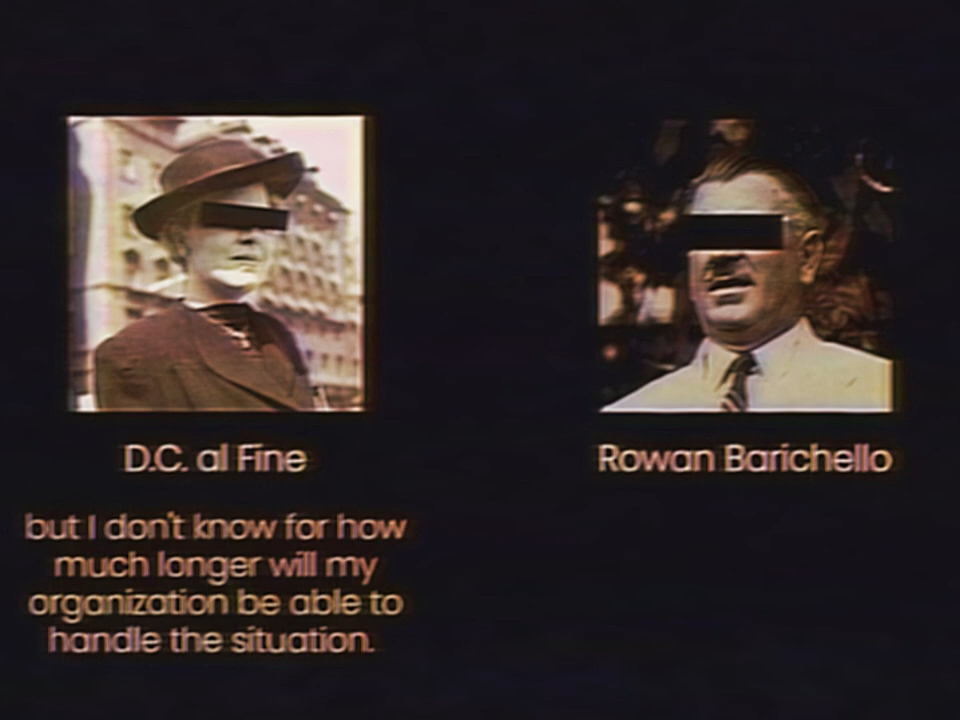 D.C. al Fine
Rowan Barichello
but I don't know for how
much longer will my
organization be able to
handle the situation.